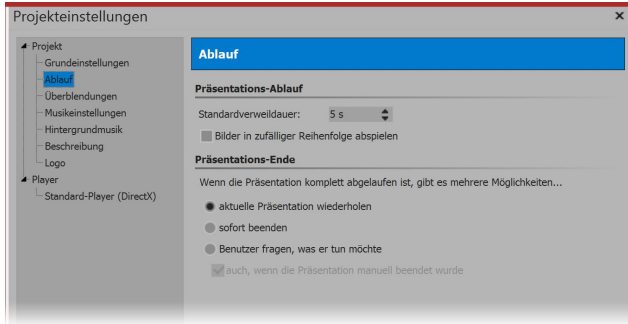 Projekteinstellungen
Projekt
Grundeinstellungen
Ablauf
Überblendungen
Musikeinstellungen
Hintergrundmusik
Beschreibung
Logo
Player
Standard-Player (DirectX)
Ablauf
Präsentations-Ablauf
Standardverweildauer: 5 s
Bilder in zufälliger Reihenfolge abspielen
Präsentations-Ende
Wenn die Präsentation komplett abgelaufen ist, gibt es mehrere Möglichkeiten...
aktuelle Präsentation wiederholen
sofort beenden
Benutzer fragen, was er tun möchte
auch, wenn die Präsentation manuell beendet wurde